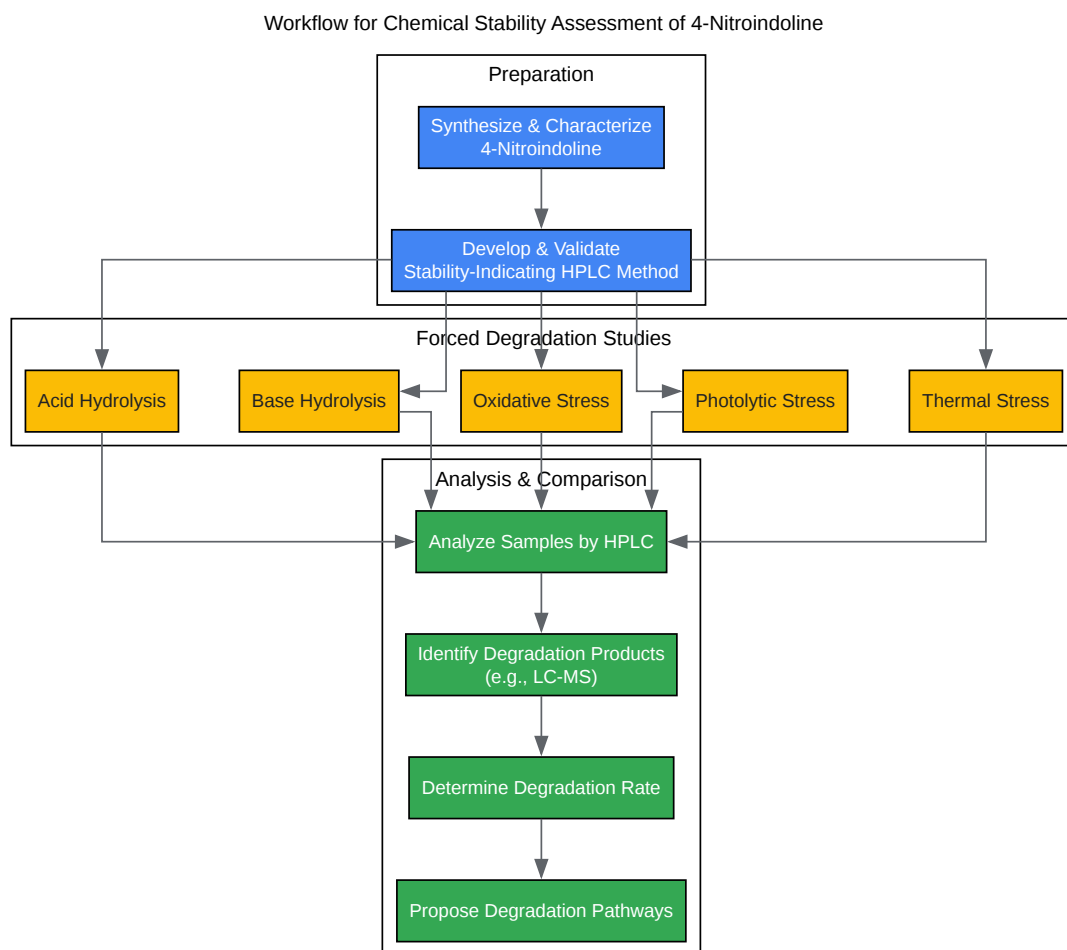 Workflow for Chemical Stability Assessment of 4-Nitroindoline
Preparation
Synthesize & Characterize
4-Nitroindoline
Develop & Validate
Stability-Indicating HPLC Method
Forced Degradation Studies
Acid Hydrolysis
Base Hydrolysis
Oxidative Stress
Photolytic Stress
Thermal Stress
Analysis & Comparison
Analyze Samples by HPLC
Identify Degradation Products
(e.g., LC-MS)
Determine Degradation Rate
Propose Degradation Pathways